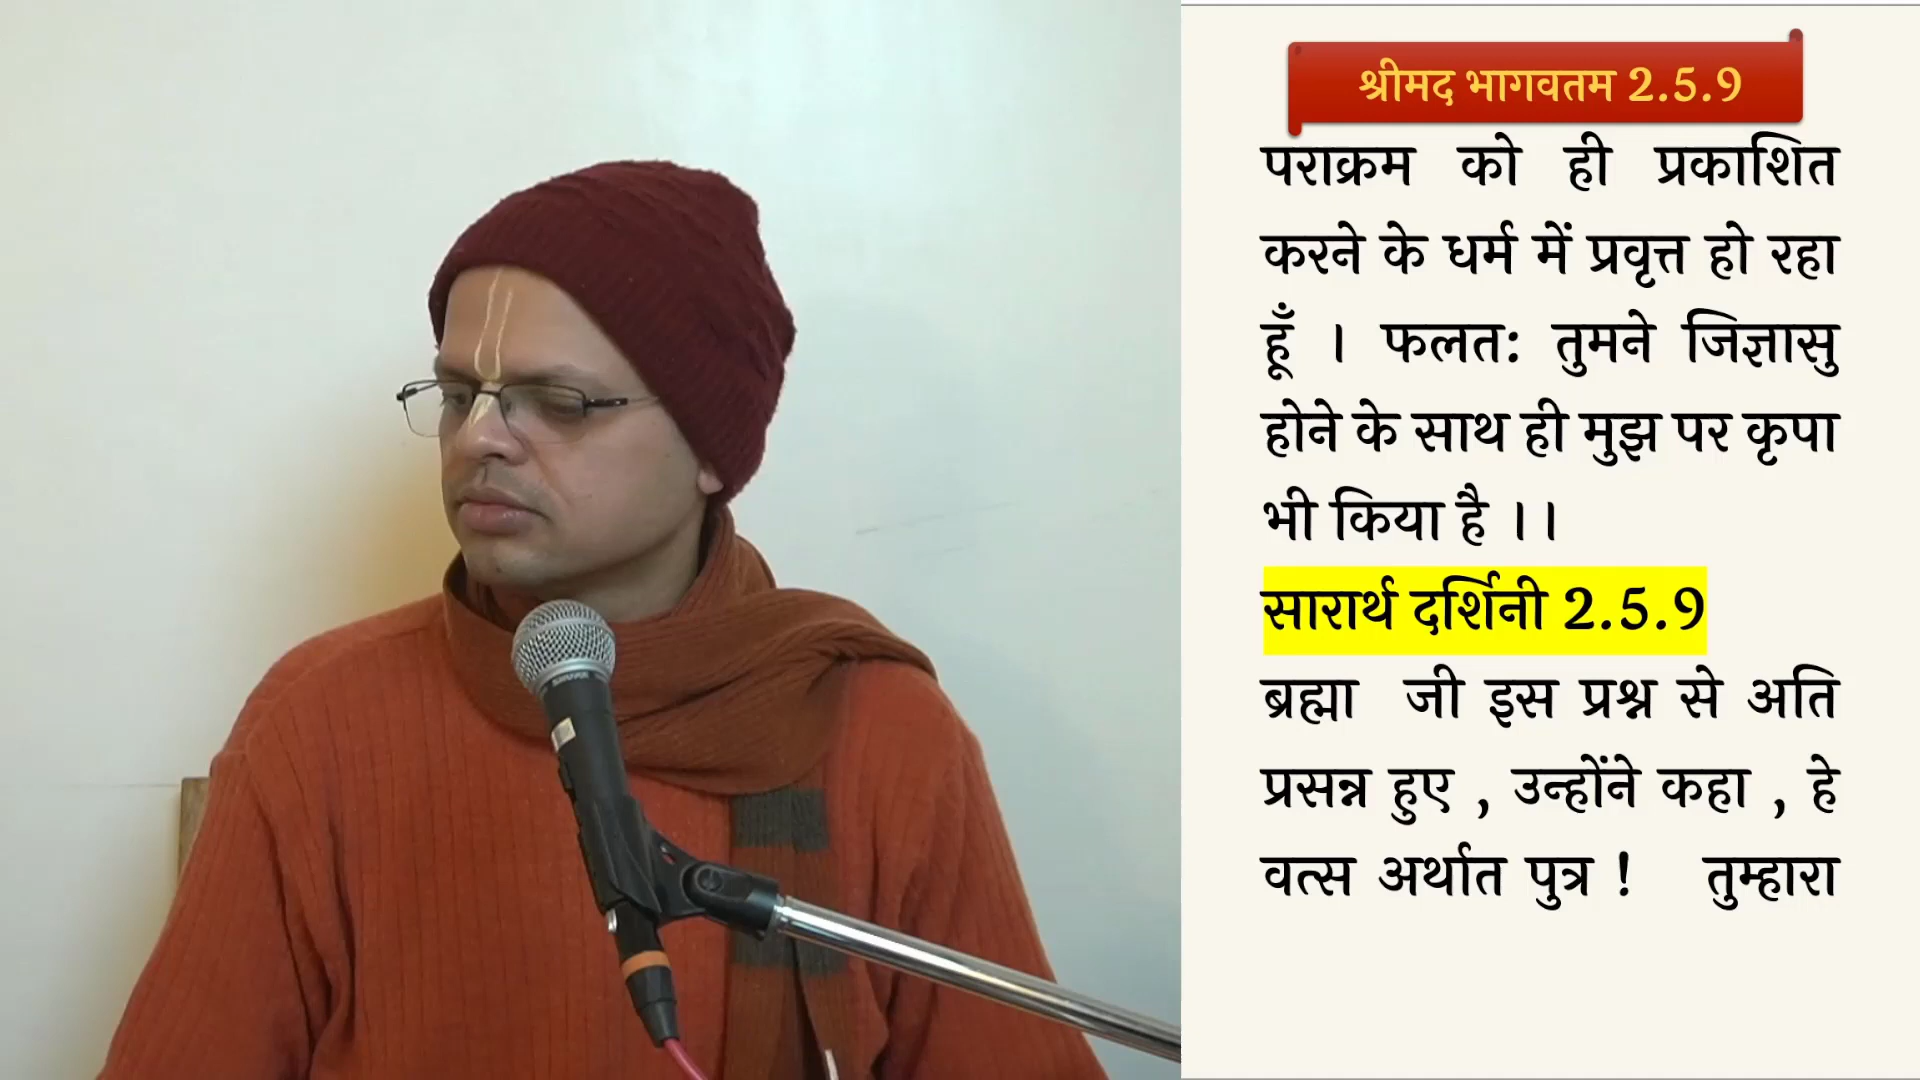 श्रीमद भागवतम 2.5.9
पराक्रम को ही प्रकाशित
करने के धर्म में प्रवृत्त हो रहा
हूँ । फलत: तुमने जिज्ञासु
होने के साथ ही मुझ पर कृपा
भी किया है ।।
सारार्थ दर्शिनी 2.5.9
ब्रह्मा जी इस प्रश्न से अति
प्रसन्न हुए , उन्होंने कहा , हे
वत्स अर्थात पुत्र ! तुम्हारा
SHURE